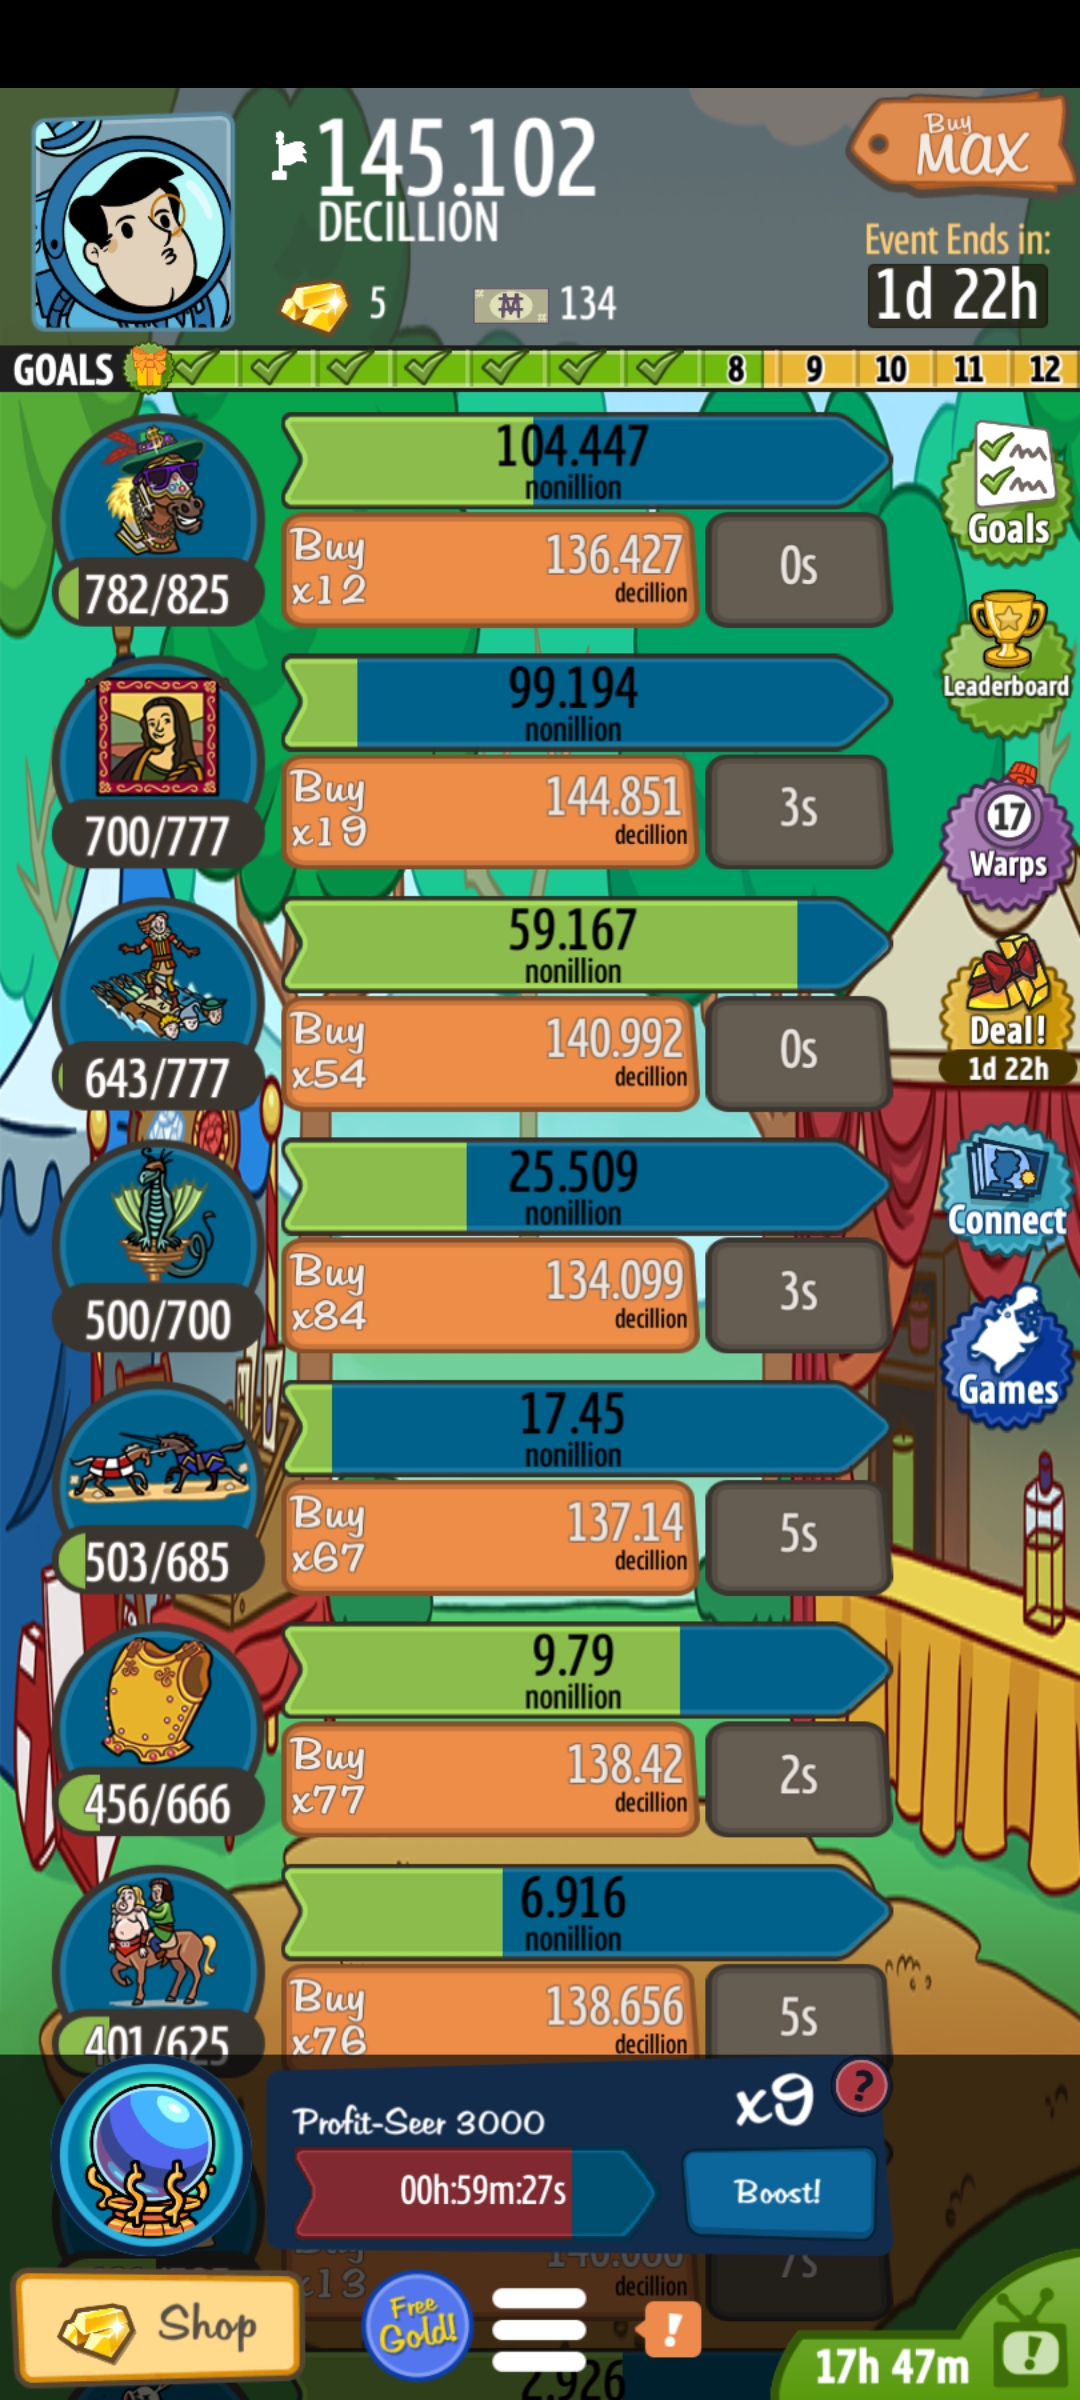 145.102
DECILLION
Buy
MAX
Event Ends in:
1d 22h
5
134
GOALS
8
9
10
11
12
104.447
nonillion
Buy
x12
136.427
decillion
0s
782/825
Goals
Leaderboard
99.194
nonillion
Buy
x19
144.851
decillion
3s
700/777
17
Warps
59.167
nonillion
Buy
x54
140.992
decillion
0s
643/777
Deal!
1d 22h
25.509
nonillion
Buy
x84
134.099
decillion
3s
500/700
Connect
Games
17.45
nonillion
Buy
x67
137.14
decillion
5s
503/685
9.79
nonillion
Buy
x77
138.42
decillion
2s
456/666
6.916
nonillion
Buy
x76
138.656
decillion
5s
401/625
Profit-Seer 3000
x9
?
00h:59m:27s
Boost!
Buy
x13
decillion
7s
Shop
Free
Gold!
!
17h 47m
!
2.926